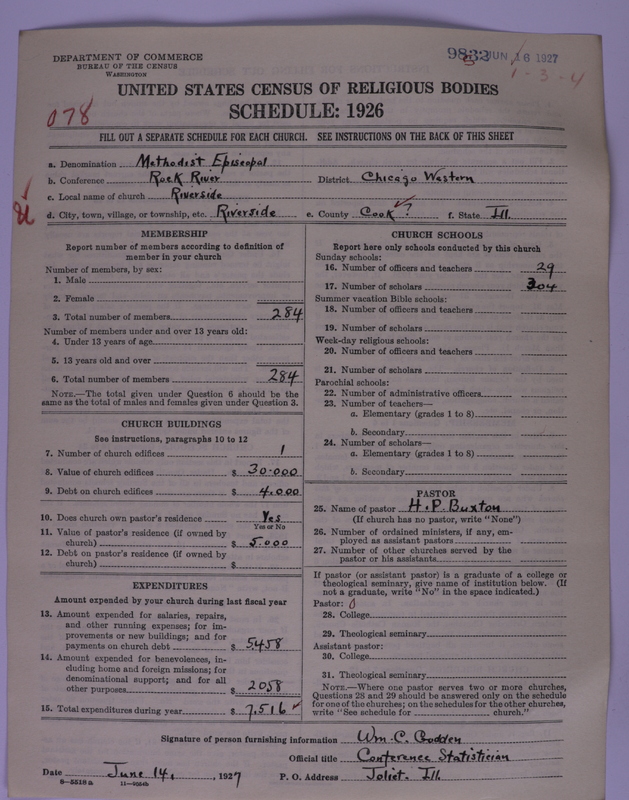 DEPARTMENT OF COMMERCE
BUREAU OF THE CENSUS
WASHINGTON
JUN 16 1927
1-3-4
UNITED STATES CENSUS OF RELIGIOUS BODIES
078
SCHEDULE: 1926
FILL OUT A SEPARATE SCHEDULE FOR EACH CHURCH. SEE INSTRUCTIONS ON THE BACK OF THIS SHEET
a. Denomination Methodist Episcopal
b. Conference Rock River District Chicago Western
c. Local name of church Riverside
d. City, town, village, or township, etc. Riverside e. County Cook? f. State Ill.
MEMBERSHIP
Report number of members according to definition of
member in your church
Number of members, by sex:
1. Male
2. Female
3. Total number of members 284
Number of members under and over 13 years old:
4. Under 13 years of age
5. 13 years old and over
6. Total number of members 284
NOTE.—The total given under Question 6 should be the
same as the total of males and females given under Question 3.
CHURCH BUILDINGS
See instructions, paragraphs 10 to 12
7. Number of church edifices 1
8. Value of church edifices $ 30.000
9. Debt on church edifices $ 4.000
10. Does church own pastor's residence Yes
Yes or No
11. Value of pastor's residence (if owned by
church) $ 5.000
12. Debt on pastor's residence (if owned by
church) $
EXPENDITURES
Amount expended by your church during last fiscal year
13. Amount expended for salaries, repairs,
and other running expenses; for im-
provements or new buildings; and for
payments on church debt $ 5458
14. Amount expended for benevolences, in-
cluding home and foreign missions; for
denominational support; and for all
other purposes $ 2058
15. Total expenditures during year $ 7,516
CHURCH SCHOOLS
Report here only schools conducted by this church
Sunday schools:
16. Number of officers and teachers 29
17. Number of scholars 304
Summer vacation Bible schools:
18. Number of officers and teachers
19. Number of scholars
Week-day religious schools:
20. Number of officers and teachers
21. Number of scholars
Parochial schools:
22. Number of administrative officers
23. Number of teachers—
a. Elementary (grades 1 to 8)
b. Secondary
24. Number of scholars—
a. Elementary (grades 1 to 8)
b. Secondary
PASTOR
25. Name of pastor H.P. Buxton
(If church has no pastor, write "None")
26. Number of ordained ministers, if any, em-
ployed as assistant pastors
27. Number of other churches served by the
pastor or his assistants
If pastor (or assistant pastor) is a graduate of a college or
theological seminary, give name of institution below. (If
not a graduate, write "No" in the space indicated.)
Pastor: 0
28. College
29. Theological seminary
Assistant pastor:
30. College
31. Theological seminary
NOTE.—Where one pastor serves two or more churches,
Questions 28 and 29 should be answered only on the schedule
for one of the churches; on the schedules for the other churches,
write "See schedule for church."
Signature of person furnishing information Wm. C.
Official title Conference Statistician
Date June 14, , 1927 P. O. Address Joliet. Ill.
8-5518a 11-9554b